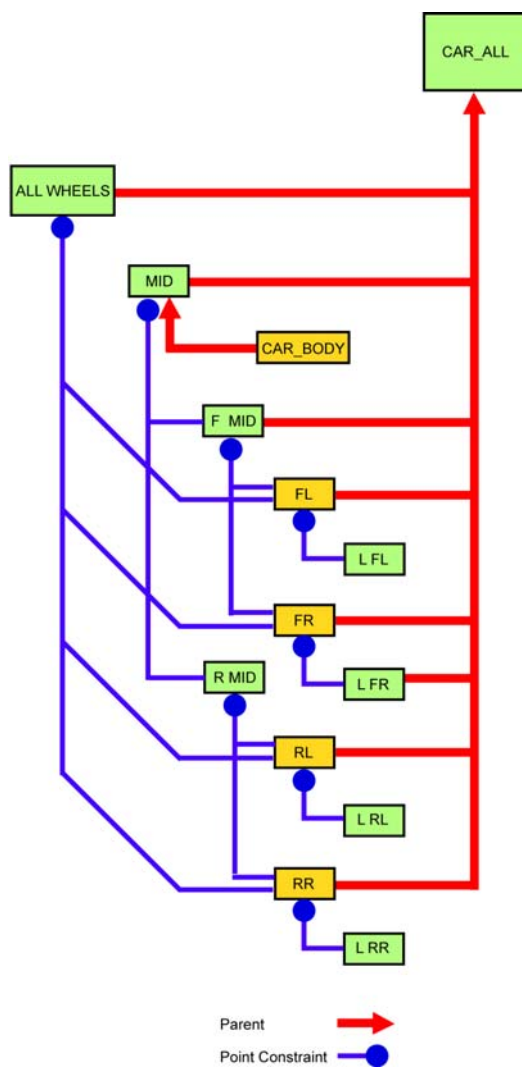 CAR_ALL
ALL WHEELS
MID
CAR_BODY
F MID
FL
L FL
FR
R MID
L FR
RL
L RL
RR
L RR
Parent
Point Constraint